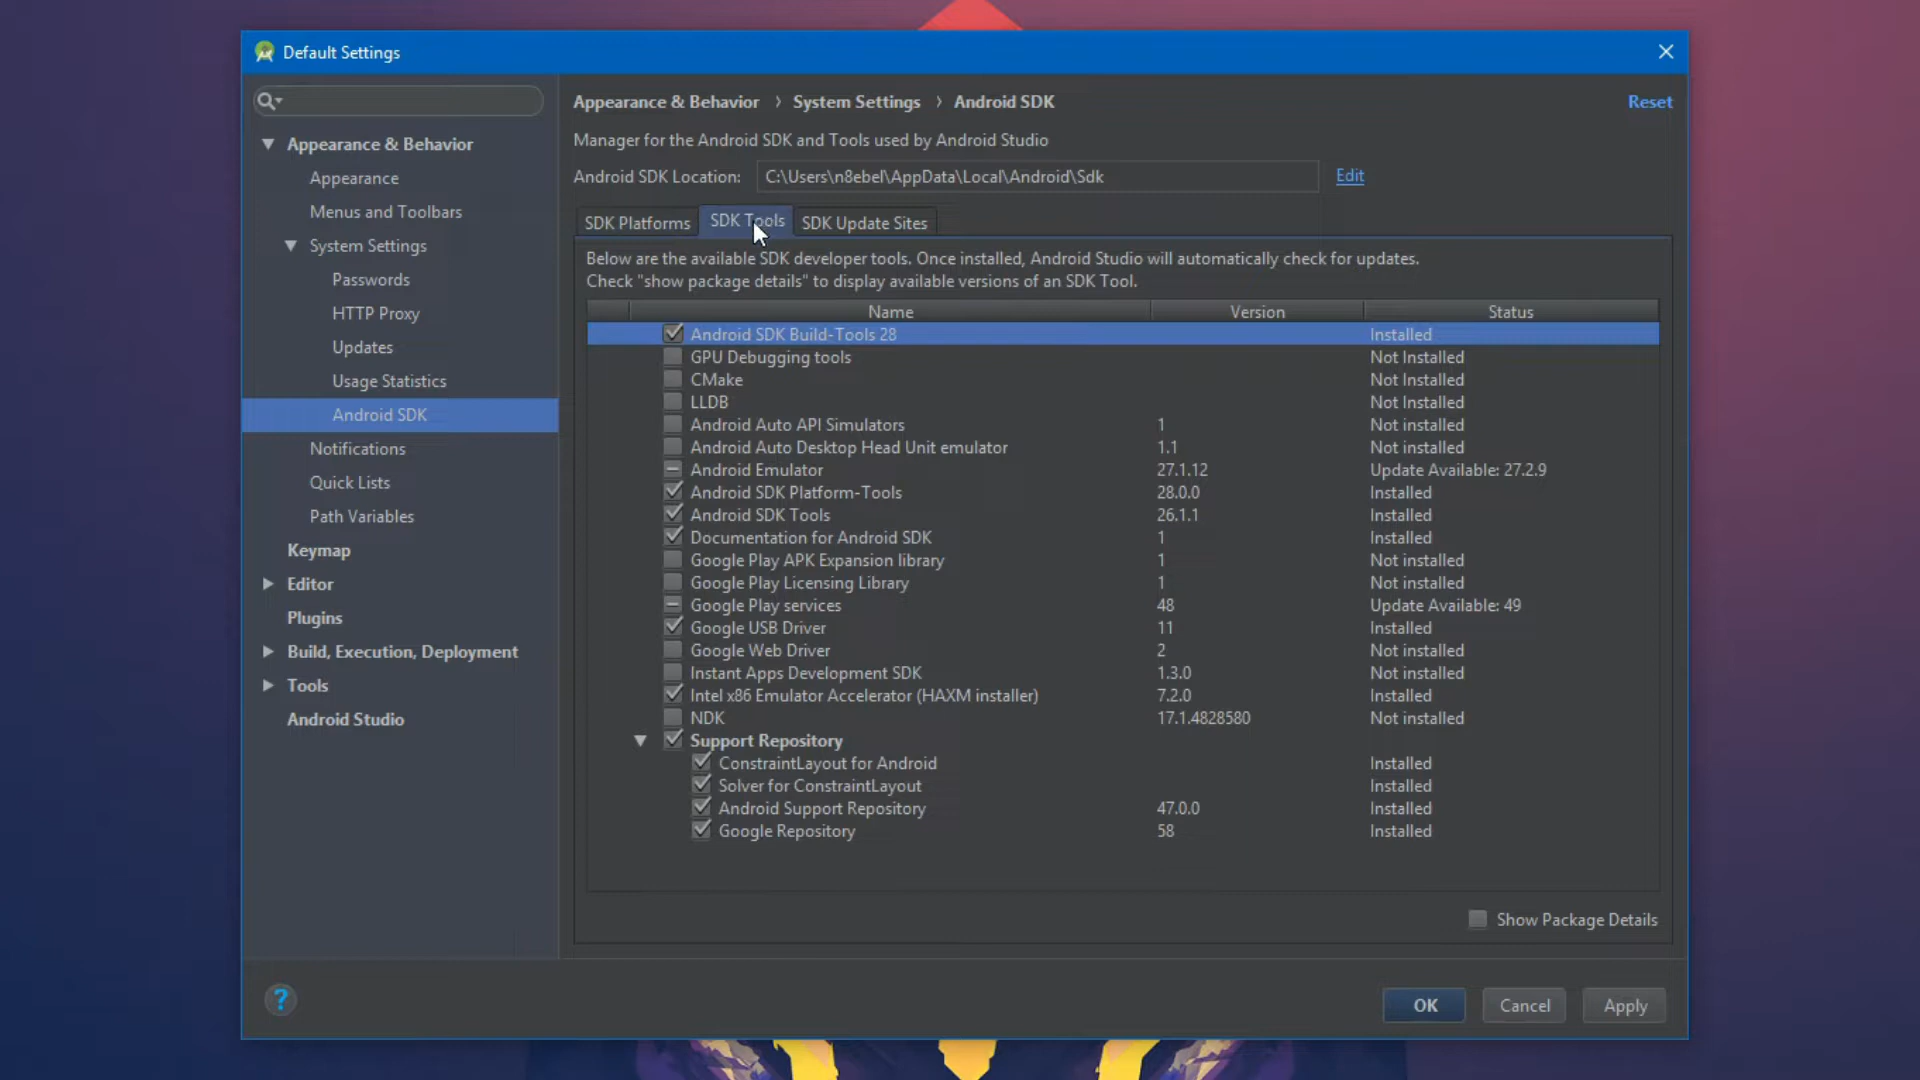 Default Settings
Appearance & Behavior
Appearance
Menus and Toolbars
System Settings
Passwords
HTTP Proxy
Updates
Usage Statistics
Android SDK
Notifications
Quick Lists
Path Variables
Keymap
Editor
Plugins
Build, Execution, Deployment
Tools
Android Studio
Appearance & Behavior › System Settings › Android SDK Reset
Manager for the Android SDK and Tools used by Android Studio
Android SDK Location: C:\Users\n8ebel\AppData\Local\Android\Sdk Edit
SDK Platforms SDK Tools SDK Update Sites
Below are the available SDK developer tools. Once installed, Android Studio will automatically check for updates.
Check "show package details" to display available versions of an SDK Tool.
Name Version Status
Android SDK Build-Tools 28 Installed
GPU Debugging tools Not Installed
CMake Not Installed
LLDB Not Installed
Android Auto API Simulators 1 Not installed
Android Auto Desktop Head Unit emulator 1.1 Not installed
Android Emulator 27.1.12 Update Available: 27.2.9
Android SDK Platform-Tools 28.0.0 Installed
Android SDK Tools 26.1.1 Installed
Documentation for Android SDK 1 Installed
Google Play APK Expansion library 1 Not installed
Google Play Licensing Library 1 Not installed
Google Play services 48 Update Available: 49
Google USB Driver 11 Installed
Google Web Driver 2 Not installed
Instant Apps Development SDK 1.3.0 Not installed
Intel x86 Emulator Accelerator (HAXM installer) 7.2.0 Installed
NDK 17.1.4828580 Not installed
Support Repository
ConstraintLayout for Android Installed
Solver for ConstraintLayout Installed
Android Support Repository 47.0.0 Installed
Google Repository 58 Installed
Show Package Details
? OK Cancel Apply